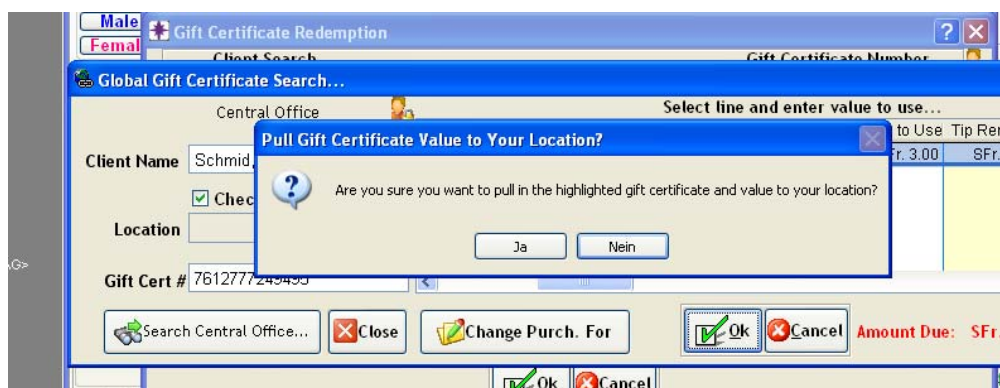 Male
Gift Certificate Redemption
Femal
Client Search Gift Certificate Number
Global Gift Certificate Search...
Central Office Select line and enter value to use...
Pull Gift Certificate Value to Your Location?
to Use Tip Rer
Client Name Schmid,
Fr. 3.00 SFr.
Are you sure you want to pull in the highlighted gift certificate and value to your location?
Chec
Location
Ja Nein
G>
Gift Cert # 7612777249495
Search Central Office... Close Change Purch. For Ok Cancel Amount Due: SFr.
Ok Cancel